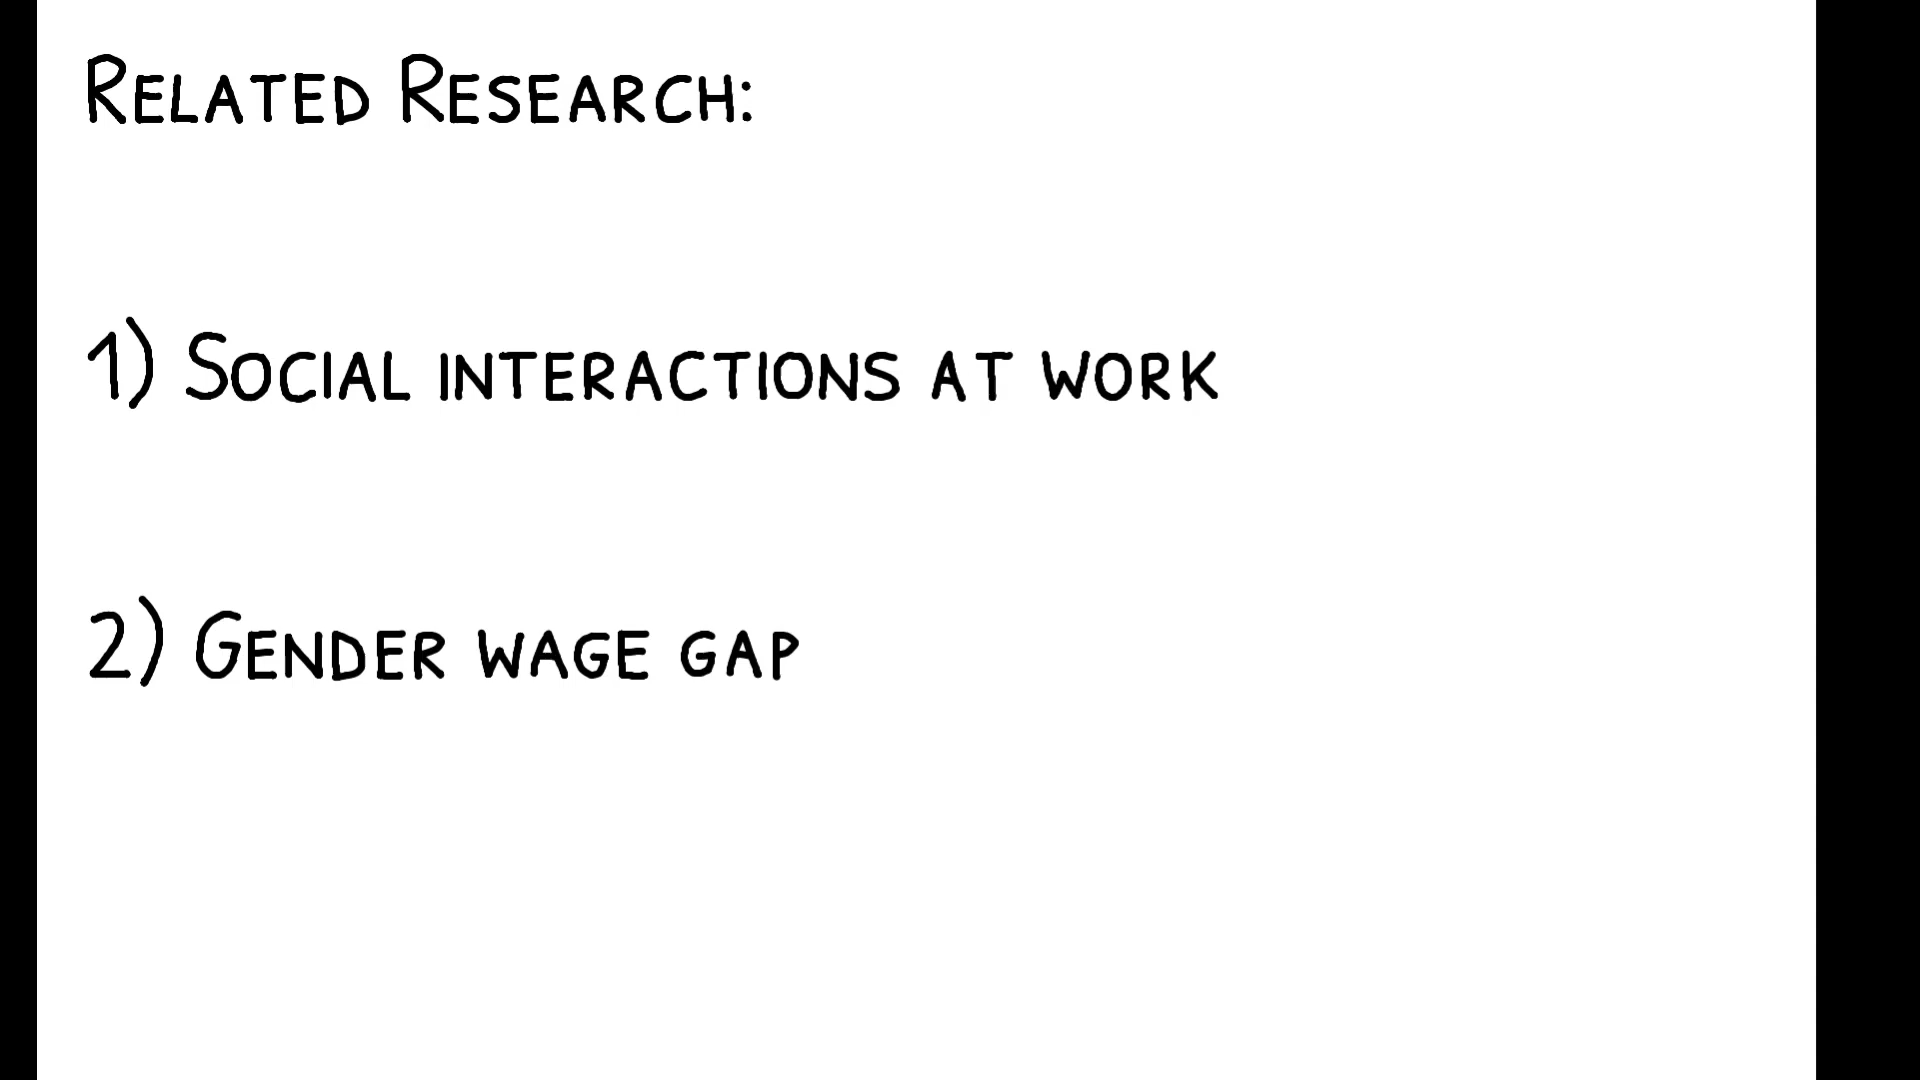 Related Research:
1) Social interactions at work
2) Gender wage gap